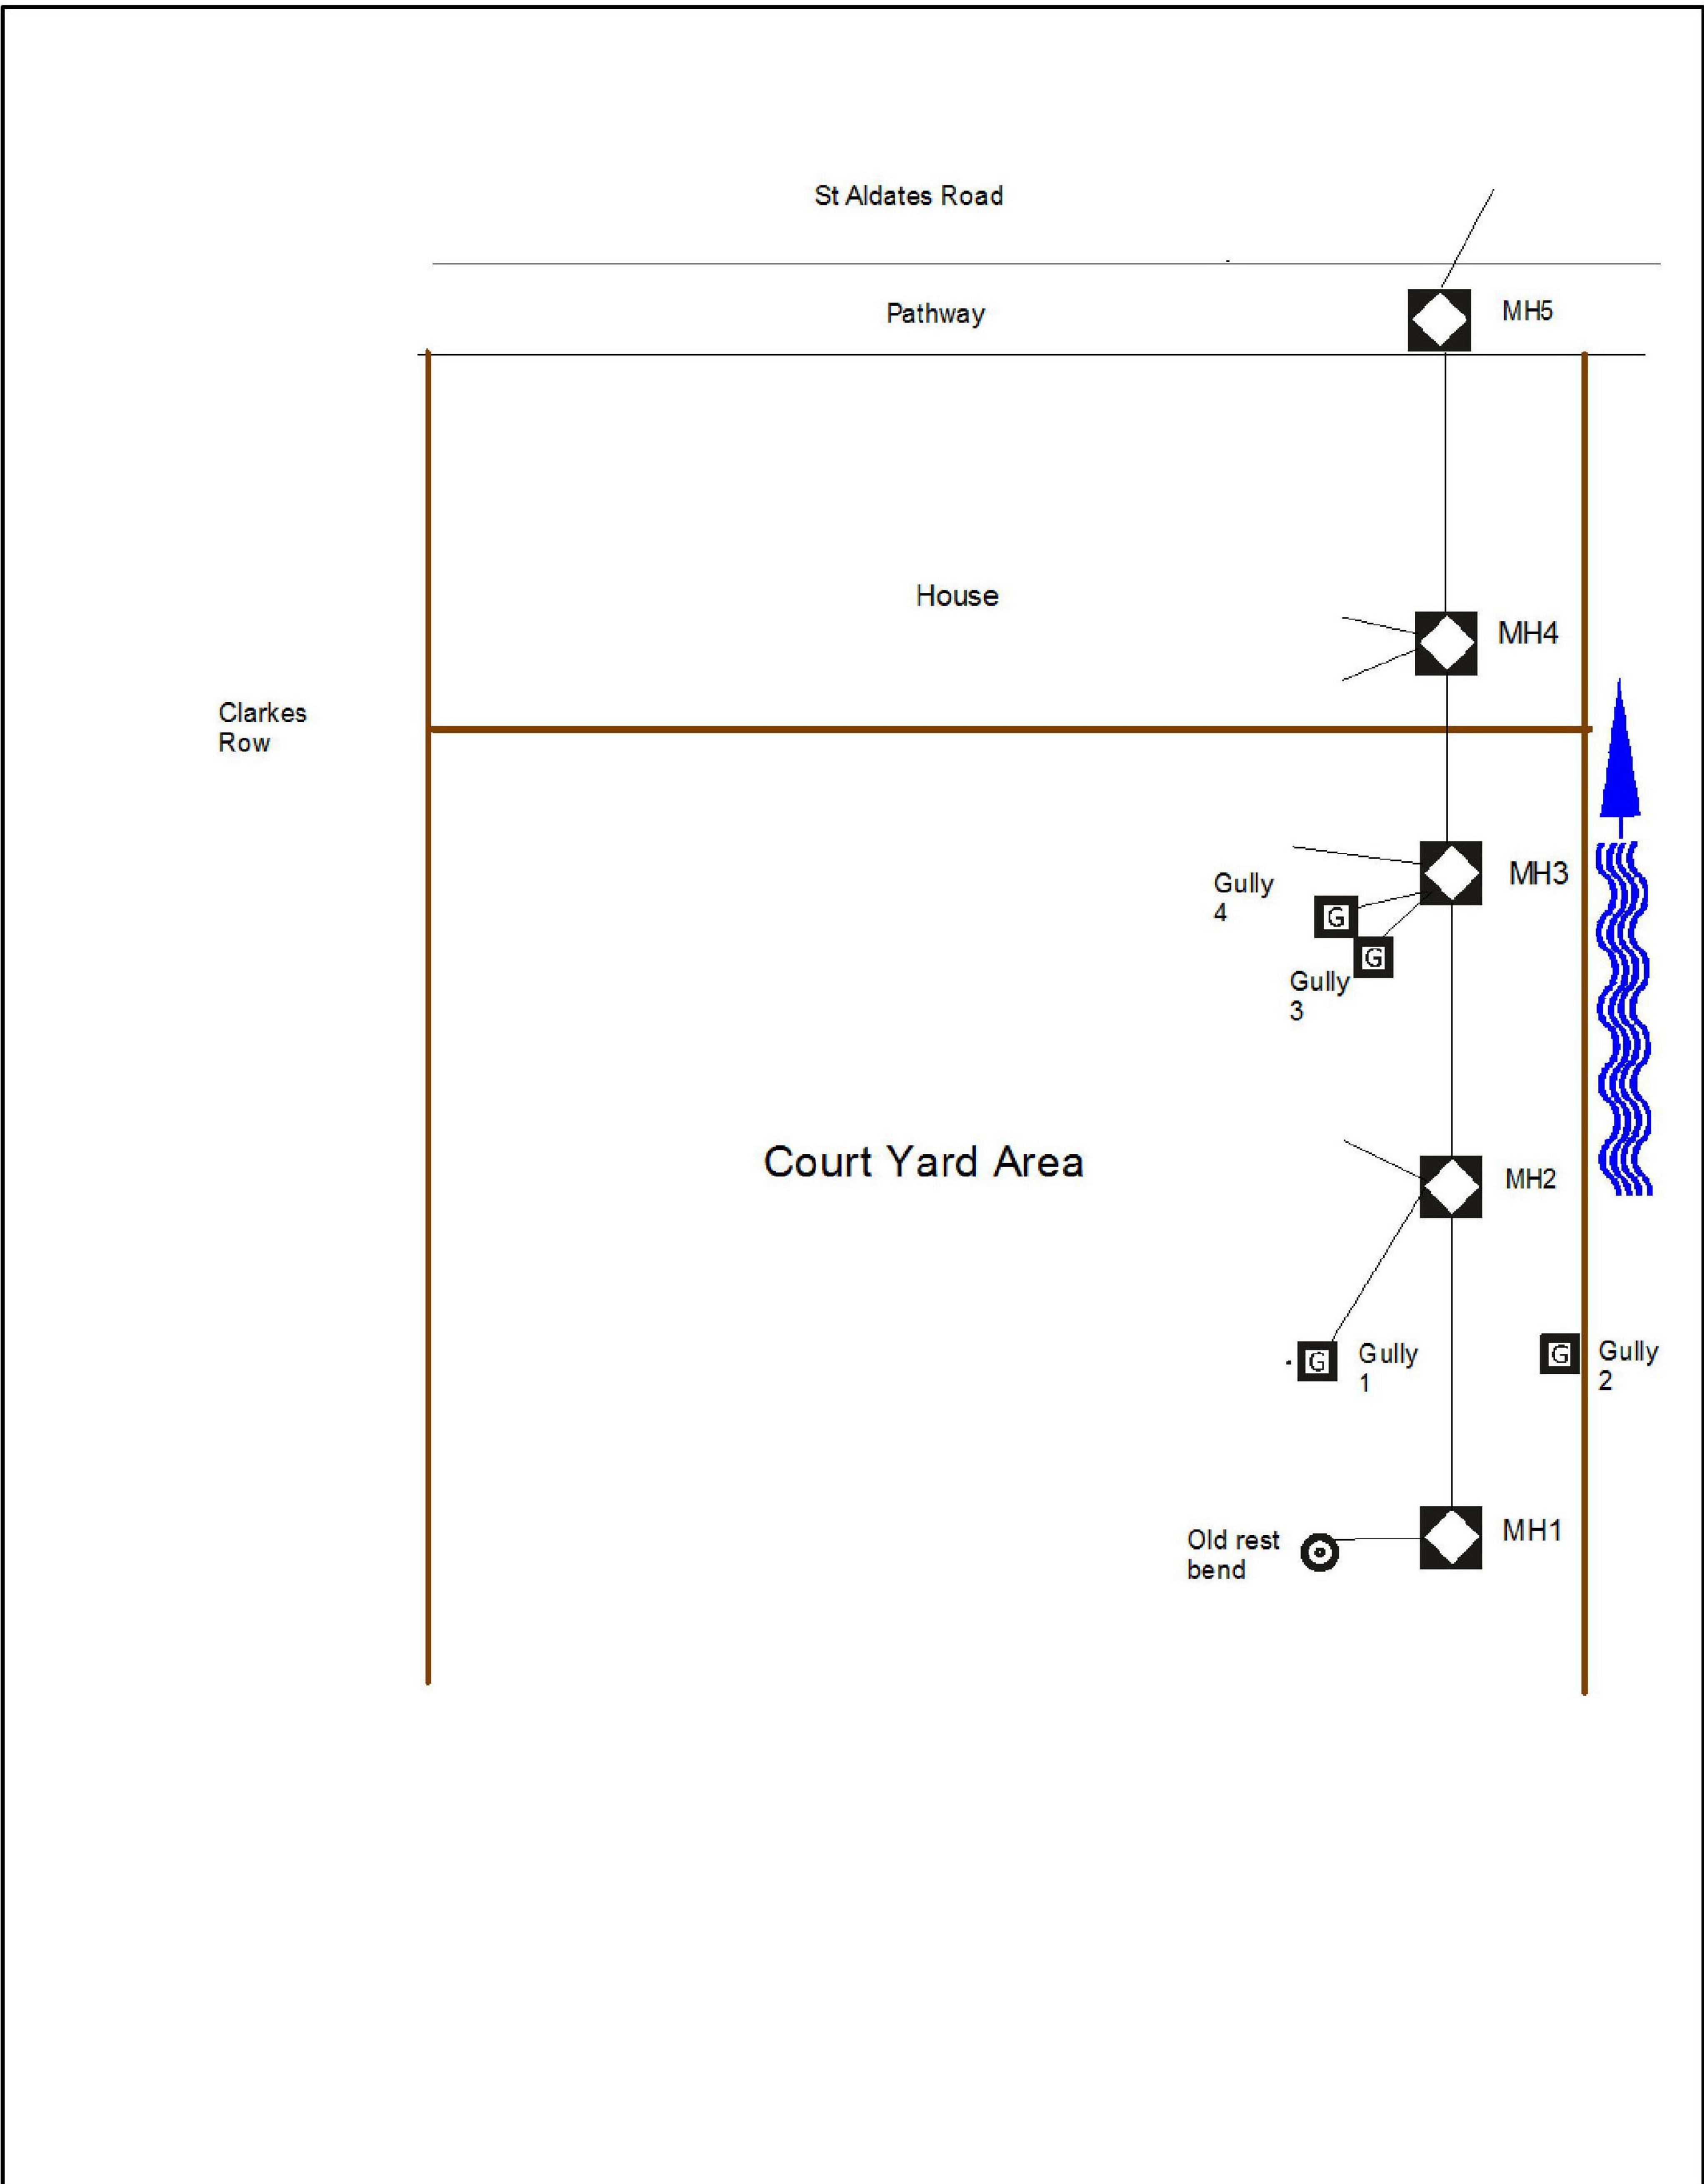 St Aldates Road
Pathway
MH5
House
MH4
Clarkes
Row
MH3
Gully
4
G
G
Gully
3
Court Yard Area
MH2
G
Gully
1
G
Gully
2
Old rest
bend
MH1